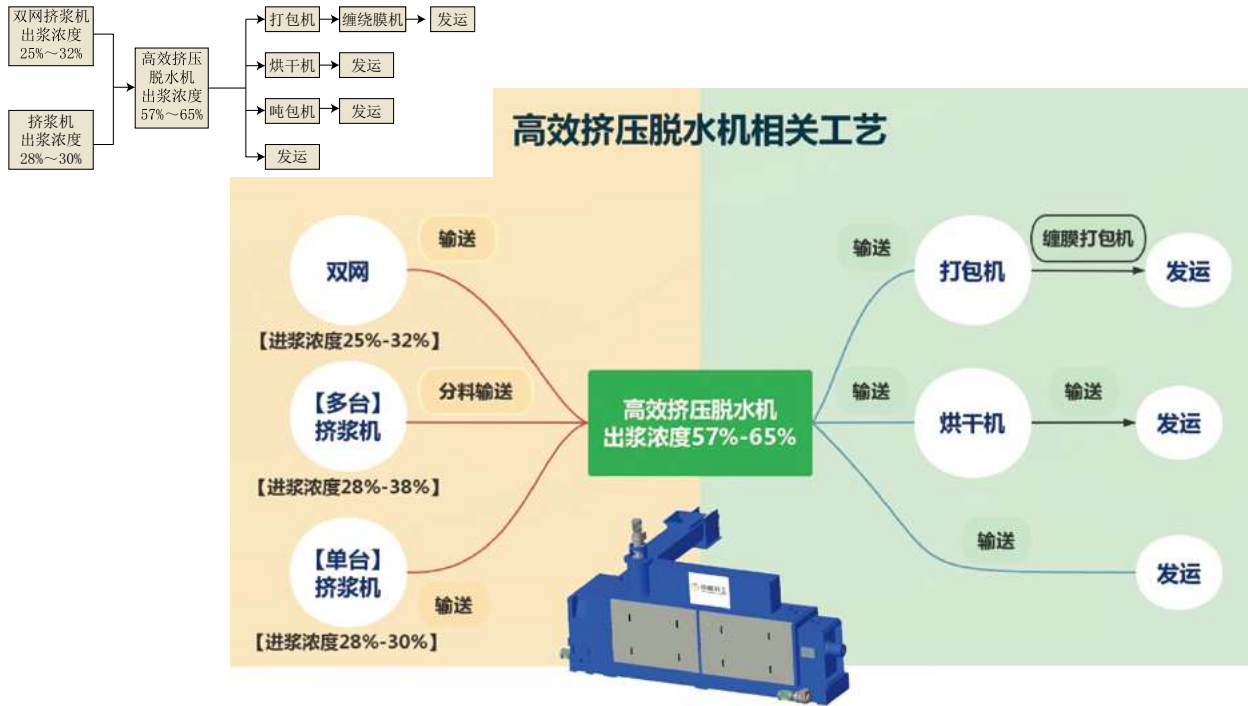 双网挤浆机
出浆浓度
25%～32%
挤浆机
出浆浓度
28%～30%
高效挤压
脱水机
出浆浓度
57%～65%
打包机
缠绕膜机
发运
烘干机
发运
吨包机
发运
发运
高效挤压脱水机相关工艺
双网
输送
【进浆浓度25%-32%】
【多台】
挤浆机
分料输送
【进浆浓度28%-38%】
【单台】
挤浆机
输送
【进浆浓度28%-30%】
高效挤压脱水机
出浆浓度57%-65%
输送
打包机
缠膜打包机
发运
输送
烘干机
输送
发运
输送
发运